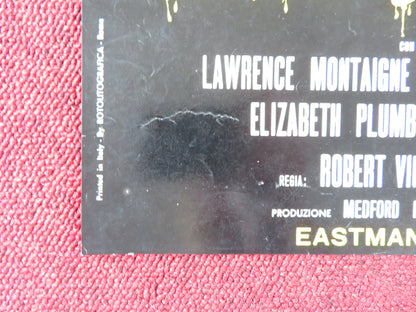 CON
LAWRENCE MONTAIGNE
ELIZABETH PLUMB
REGIA: ROBERT VI
PRODUZIONE MEDFORD
EASTMAN
Printed in Italy - By ROTOLITOGRAFICA - Roma